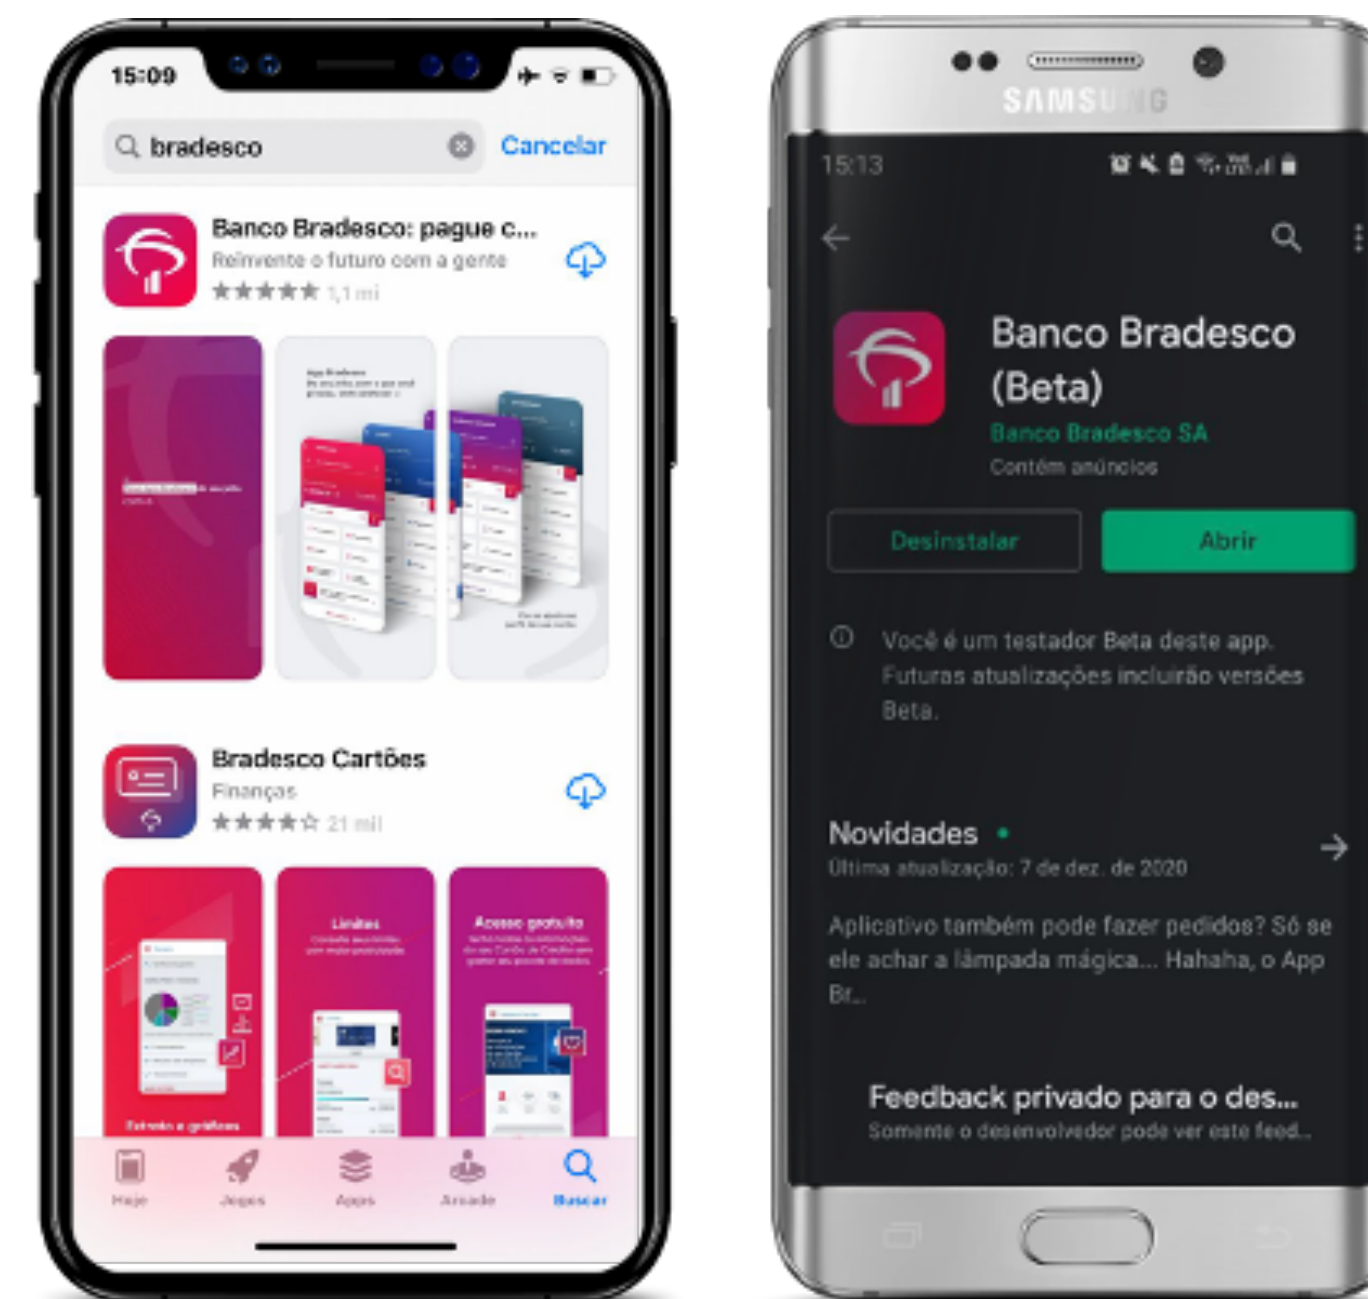 15:09
bradesco
Cancelar
Banco Bradesco: pague c...
Reinvente o futuro com a gente
1,1 mi
App Bradesco
Bradesco Cartões
Finanças
21 mil
Limites
Acesso gratuito
Extrato e gráficos
Hoje
Jogos
Apps
Arcade
Buscar
SAMSUNG
15:13
Banco Bradesco
(Beta)
Banco Bradesco SA
Contém anúncios
Desinstalar
Abrir
Você é um testador Beta deste app.
Futuras atualizações incluirão versões
Beta.
Novidades
Última atualização: 7 de dez. de 2020
Aplicativo também pode fazer pedidos? Só se
ele achar a lâmpada mágica... Hahaha, o App
Br...
Feedback privado para o des...
Somente o desenvolvedor pode ver este feed...